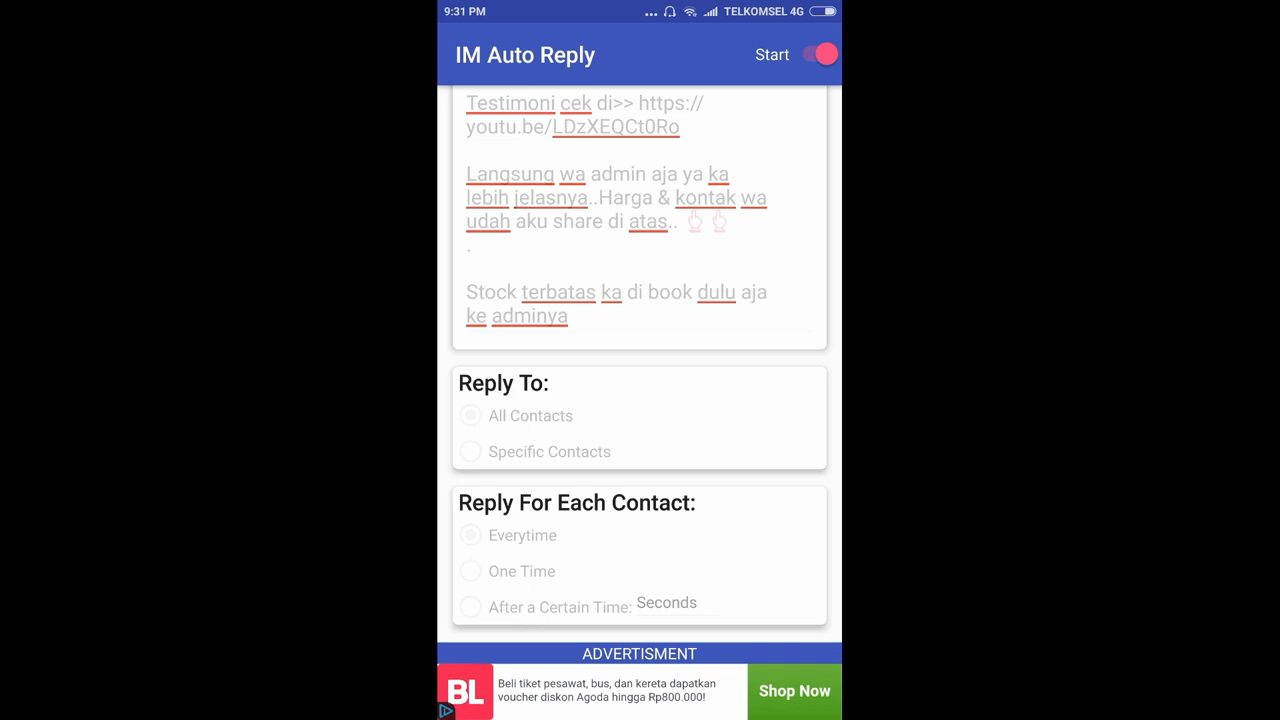 9:31 PM
... TELKOMSEL 4G
IM Auto Reply
Start
Testimoni cek di>> https://
youtu.be/LDzXEQCt0Ro
Langsung wa admin aja ya ka
lebih jelasnya..Harga & kontak wa
udah aku share di atas.. 👆👆
.
Stock terbatas ka di book dulu aja
ke adminya
Reply To:
All Contacts
Specific Contacts
Reply For Each Contact:
Everytime
One Time
After a Certain Time: Seconds
ADVERTISMENT
BL
Beli tiket pesawat, bus, dan kereta dapatkan
voucher diskon Agoda hingga Rp800.000!
Shop Now